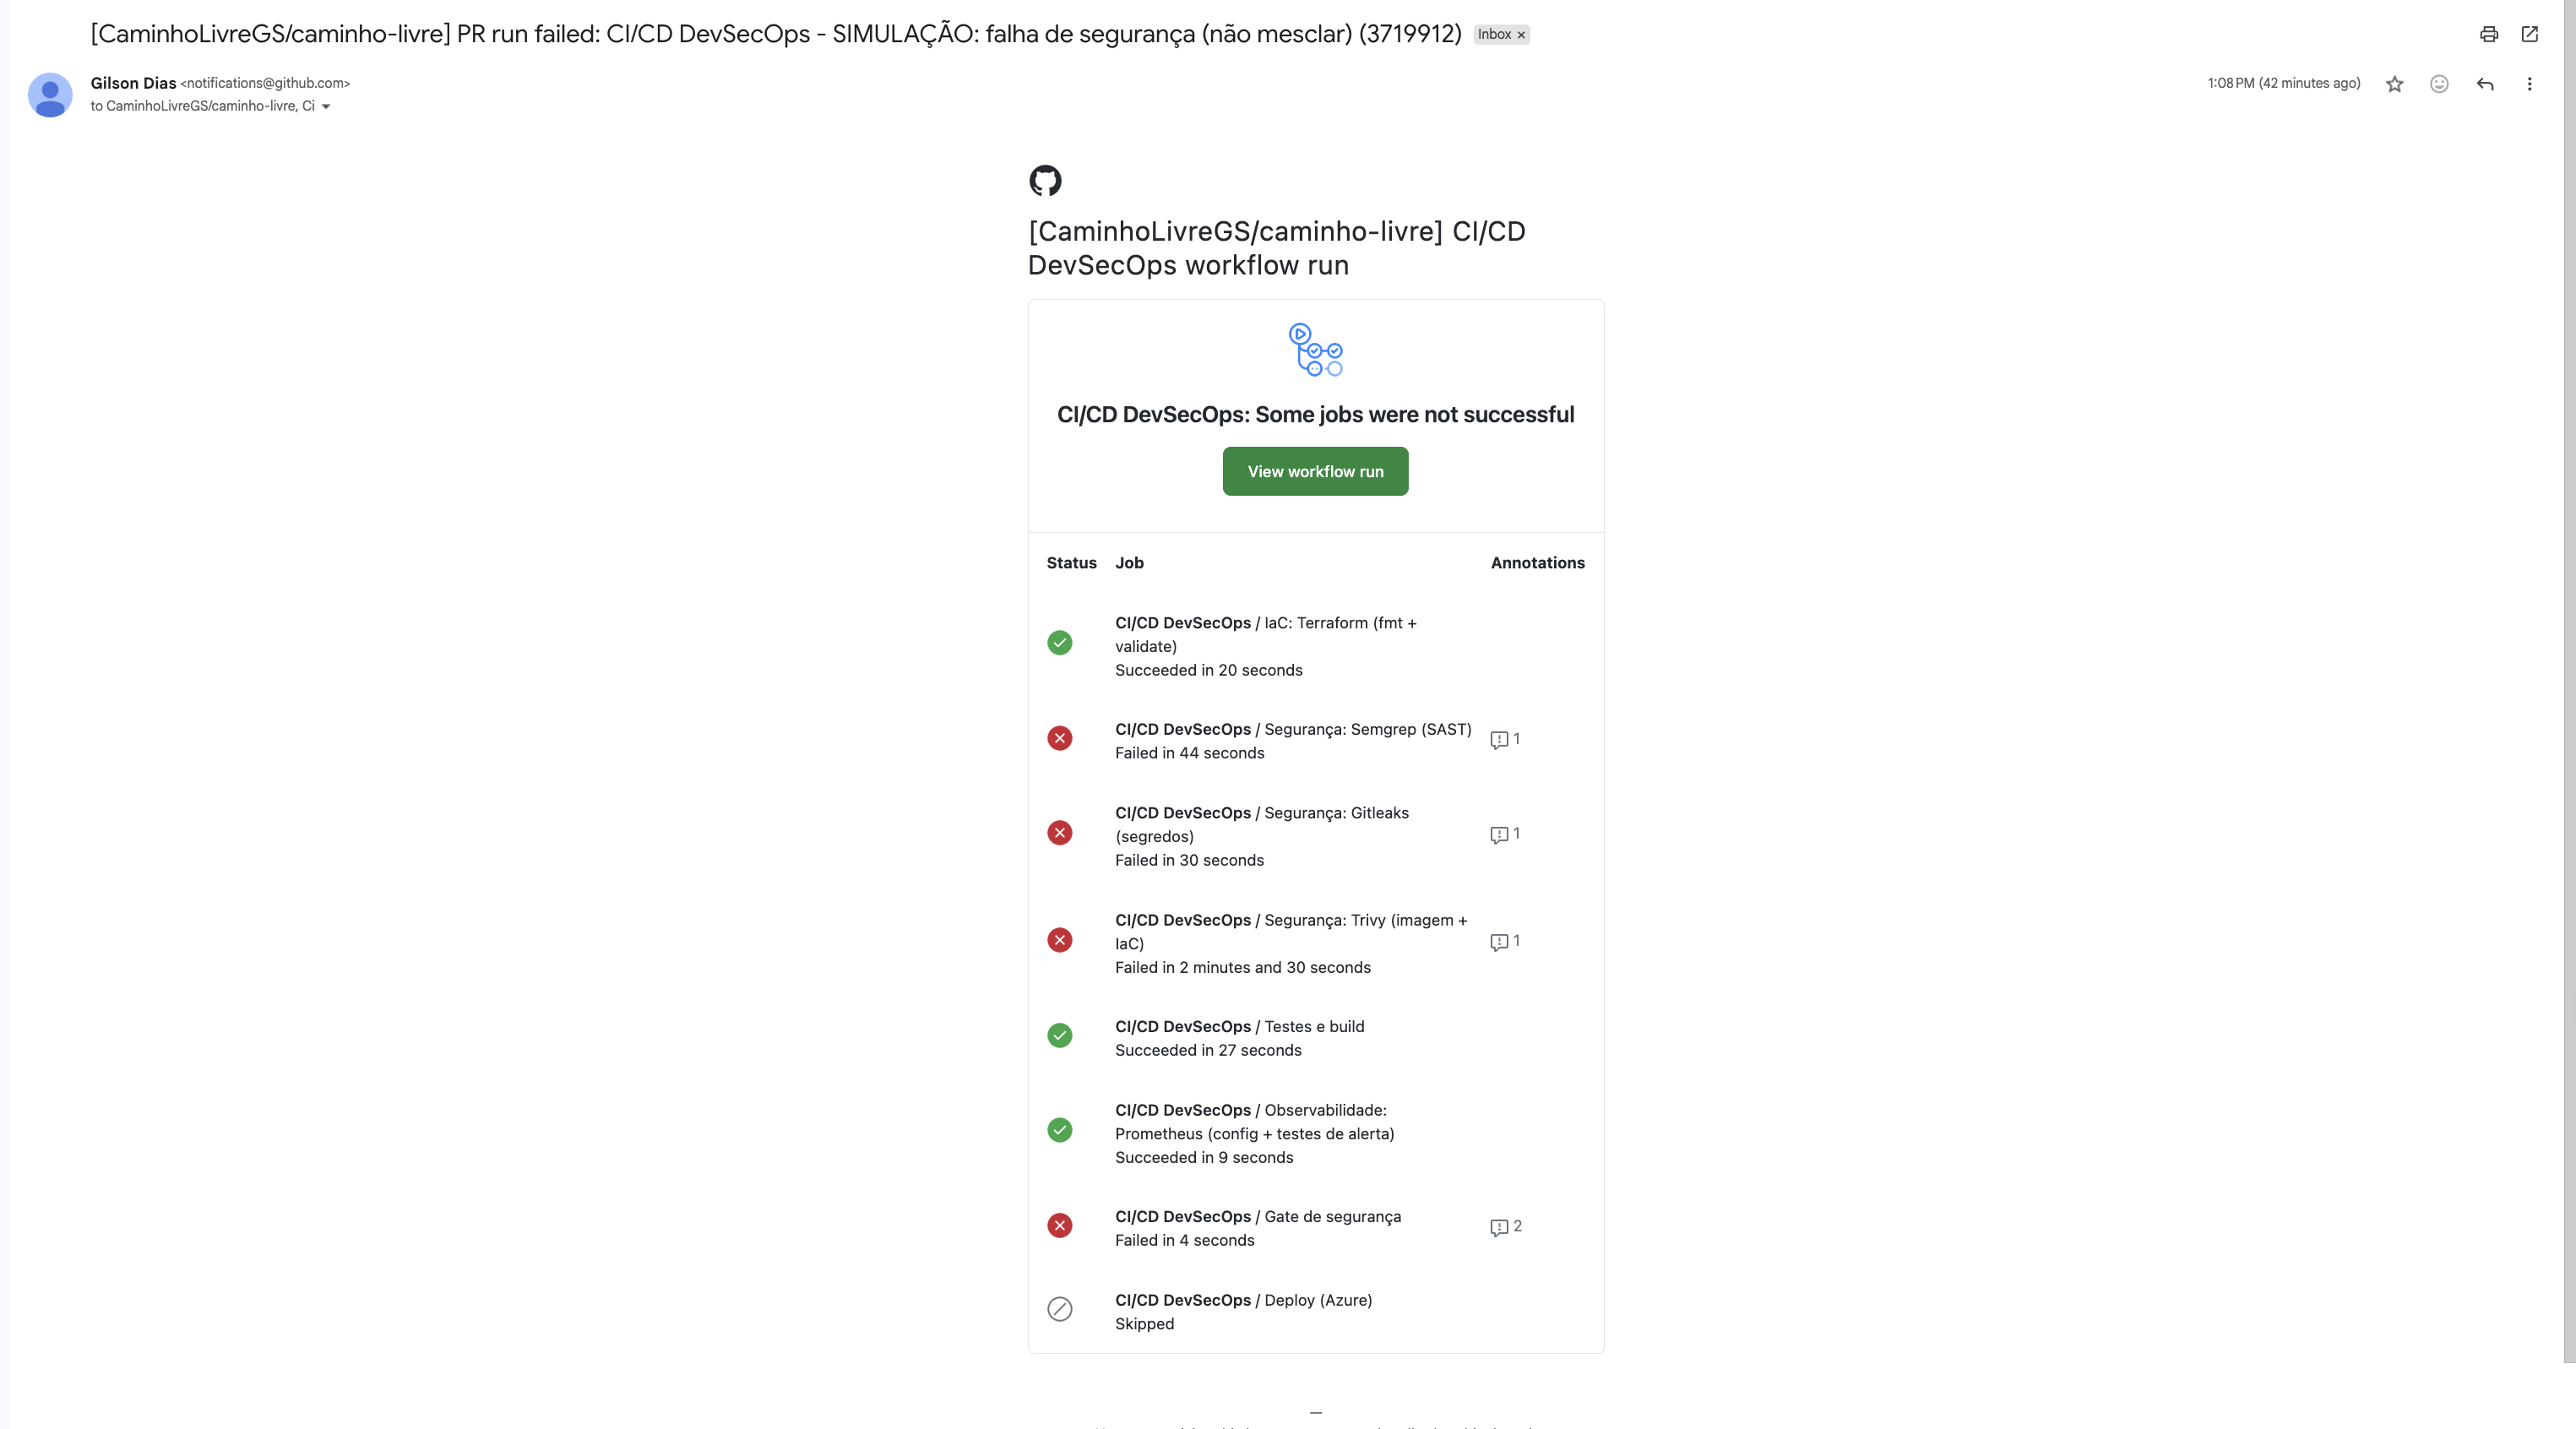 [CaminhoLivreGS/caminho-livre] PR run failed: CI/CD DevSecOps - SIMULAÇÃO: falha de segurança (não mesclar) (3719912) Inbox ×
Gilson Dias <notifications@github.com>
1:08 PM (42 minutes ago)
to CaminhoLivreGS/caminho-livre, Ci
[CaminhoLivreGS/caminho-livre] CI/CD
DevSecOps workflow run
CI/CD DevSecOps: Some jobs were not successful
View workflow run
Status Job Annotations
CI/CD DevSecOps / IaC: Terraform (fmt +
validate)
Succeeded in 20 seconds
CI/CD DevSecOps / Segurança: Semgrep (SAST)
Failed in 44 seconds
1
CI/CD DevSecOps / Segurança: Gitleaks
(segredos)
Failed in 30 seconds
1
CI/CD DevSecOps / Segurança: Trivy (imagem +
IaC)
Failed in 2 minutes and 30 seconds
1
CI/CD DevSecOps / Testes e build
Succeeded in 27 seconds
CI/CD DevSecOps / Observabilidade:
Prometheus (config + testes de alerta)
Succeeded in 9 seconds
CI/CD DevSecOps / Gate de segurança
Failed in 4 seconds
2
CI/CD DevSecOps / Deploy (Azure)
Skipped
—